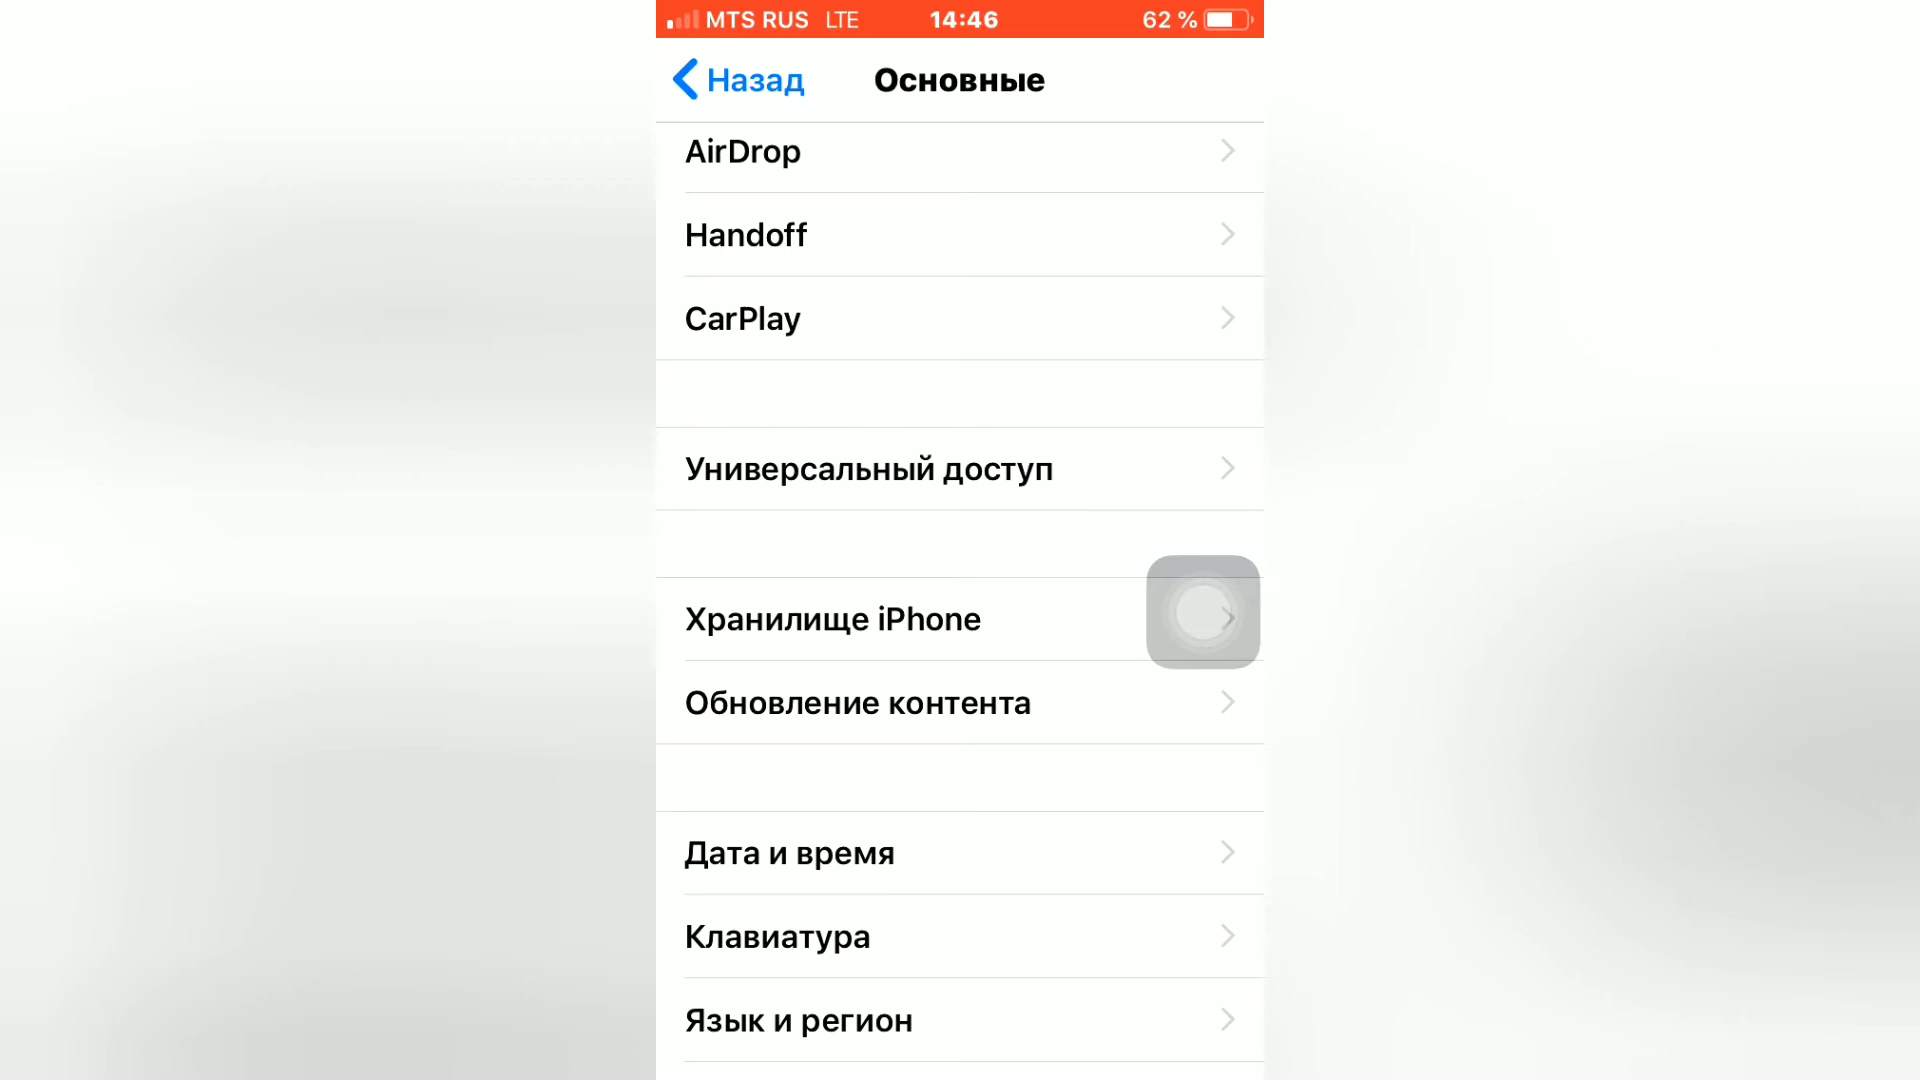 MTS RUS LTE 14:46 62 %
Назад Основные
AirDrop
Handoff
CarPlay
Универсальный доступ
Хранилище iPhone
Обновление контента
Дата и время
Клавиатура
Язык и регион